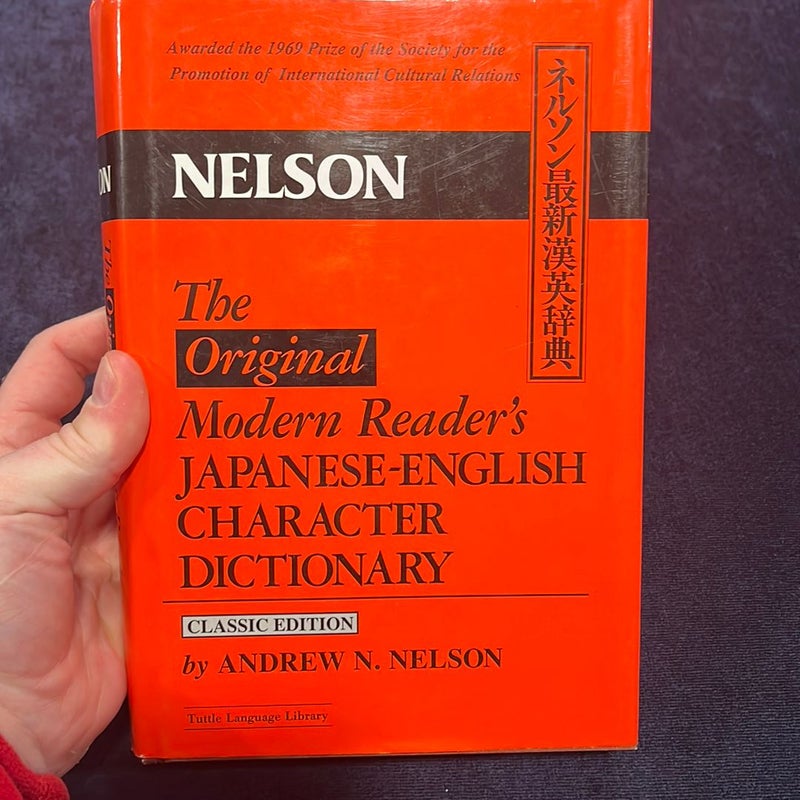 Awarded the 1969 Prize of the Society for the
Promotion of International Cultural Relations
ネルソン最新漢英辞典
NELSON
The
Original
Modern Reader's
JAPANESE-ENGLISH
CHARACTER
DICTIONARY
CLASSIC EDITION
by ANDREW N. NELSON
Tuttle Language Library
ON
The